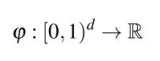 φ : [0, 1)ᵈ → ℝ